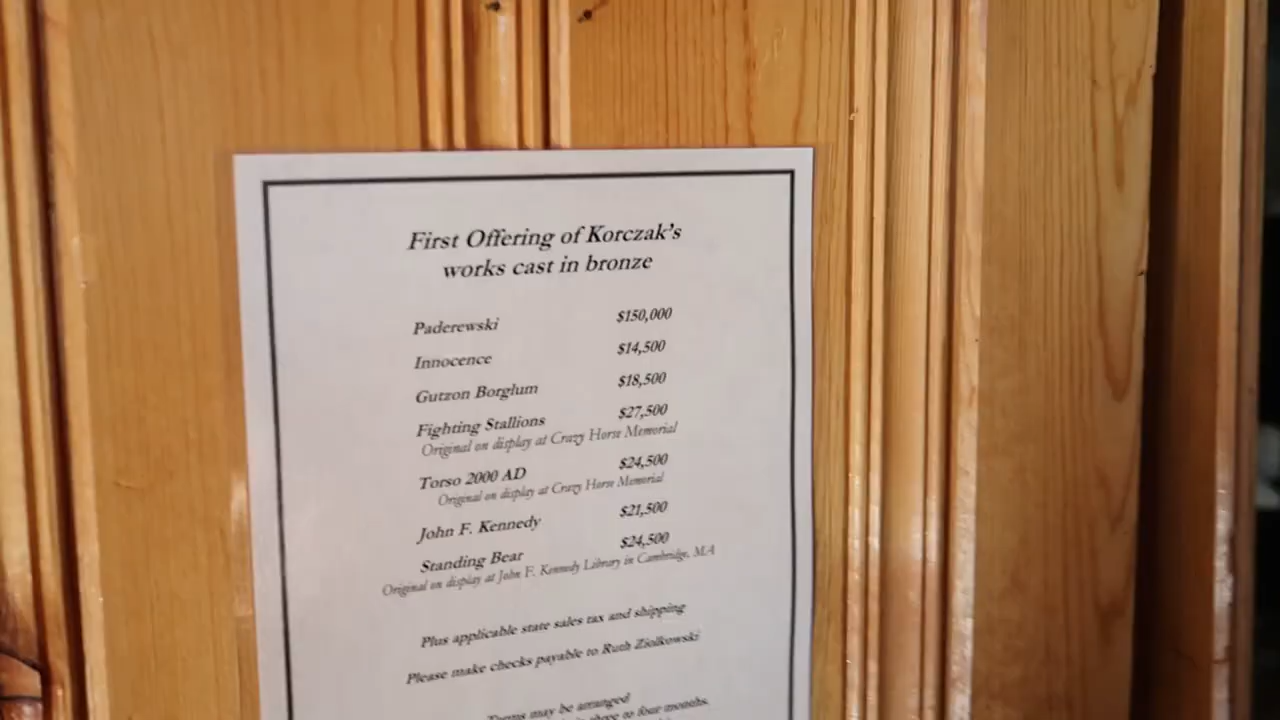 First Offering of Korczak's
works cast in bronze
Paderewski $150,000
Innocence $14,500
Gutzon Borglum $18,500
Fighting Stallions $27,500
Original on display at Crazy Horse Memorial
Torso 2000 AD $24,500
Original on display at Crazy Horse Memorial
John F. Kennedy $21,500
Standing Bear $24,500
Original on display at John F. Kennedy Library in Cambridge, MA
Plus applicable state sales tax and shipping
Please make checks payable to Ruth Ziolkowski
Terms may be arranged
three to four months.